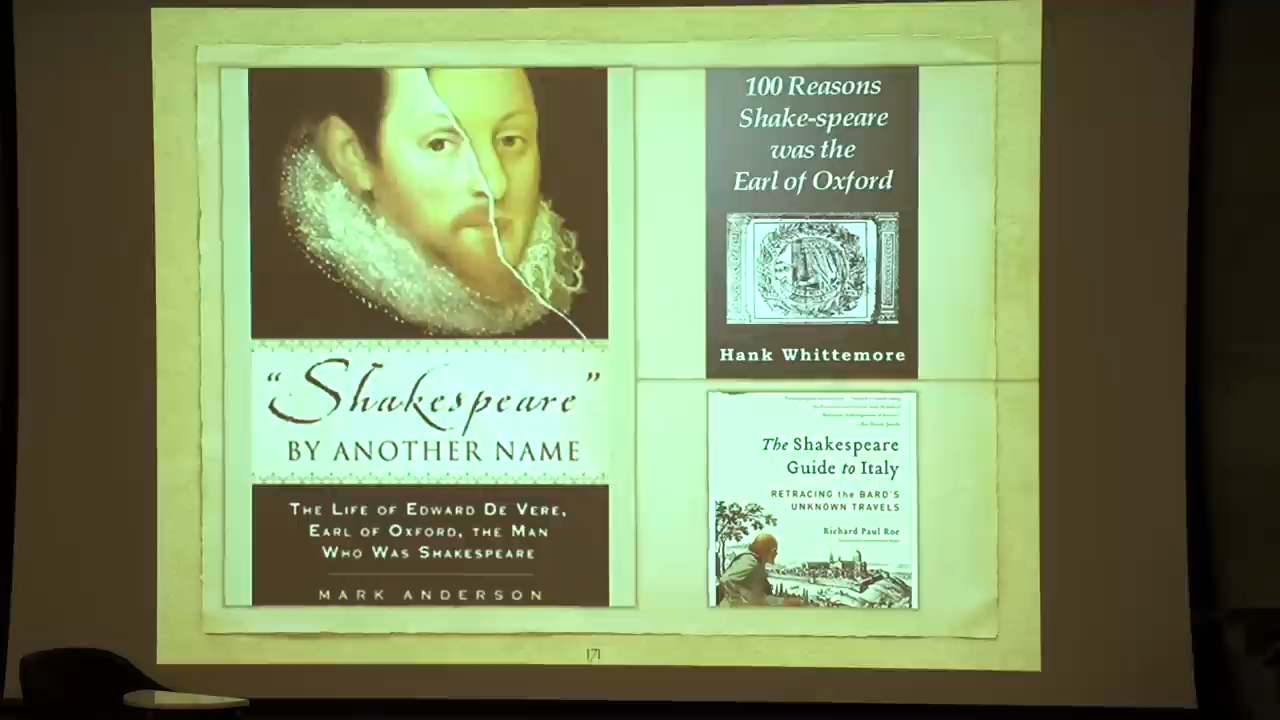 “Shakespeare”
BY ANOTHER NAME
THE LIFE OF EDWARD DE VERE,
EARL OF OXFORD, THE MAN
WHO WAS SHAKESPEARE
MARK ANDERSON
100 Reasons
Shake-speare
was the
Earl of Oxford
Hank Whittemore
The Shakespeare
Guide to Italy
RETRACING the BARD'S
UNKNOWN TRAVELS
Richard Paul Roe
171